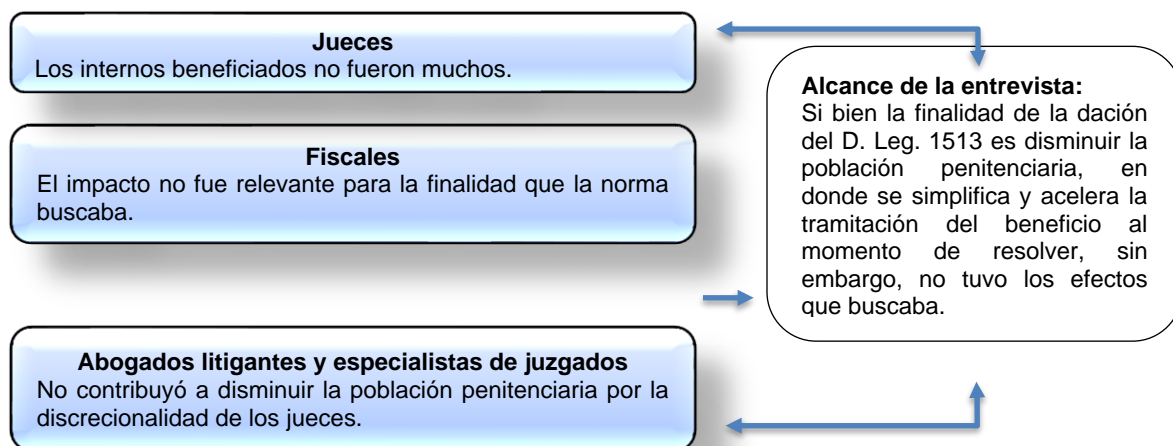 Jueces
Los internos beneficiados no fueron muchos.
Fiscales
El impacto no fue relevante para la finalidad que la norma
buscaba.
Abogados litigantes y especialistas de juzgados
No contribuyó a disminuir la población penitenciaria por la
discrecionalidad de los jueces.
Alcance de la entrevista:
Si bien la finalidad de la dación
del D. Leg. 1513 es disminuir la
población penitenciaria, en
donde se simplifica y acelera la
tramitación del beneficio al
momento de resolver, sin
embargo, no tuvo los efectos
que buscaba.